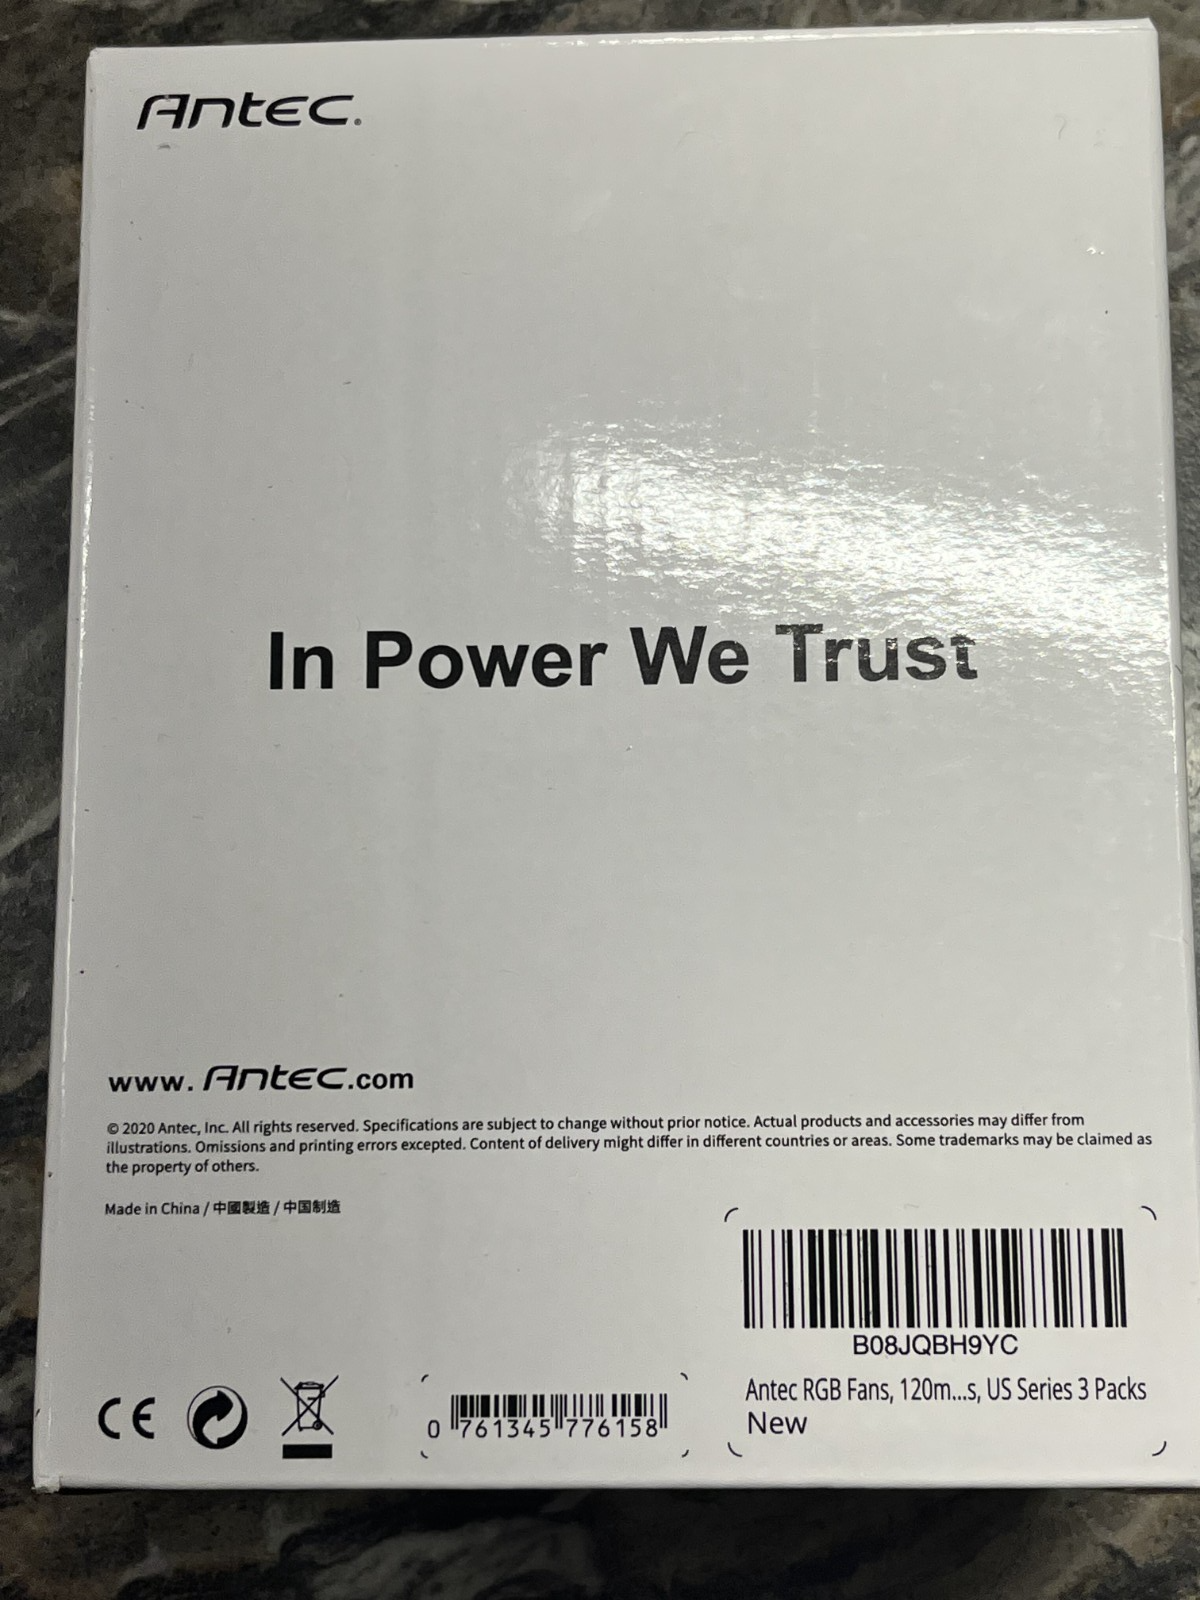 Antec.
In Power We Trust
www.Antec.com
© 2020 Antec, Inc. All rights reserved. Specifications are subject to change without prior notice. Actual products and accessories may differ from
illustrations. Omissions and printing errors excepted. Content of delivery might differ in different countries or areas. Some trademarks may be claimed as
the property of others.
Made in China / 中國製造 / 中国制造
B08JQBH9YC
Antec RGB Fans, 120m...s, US Series 3 Packs
New
CE
0 761345 776158